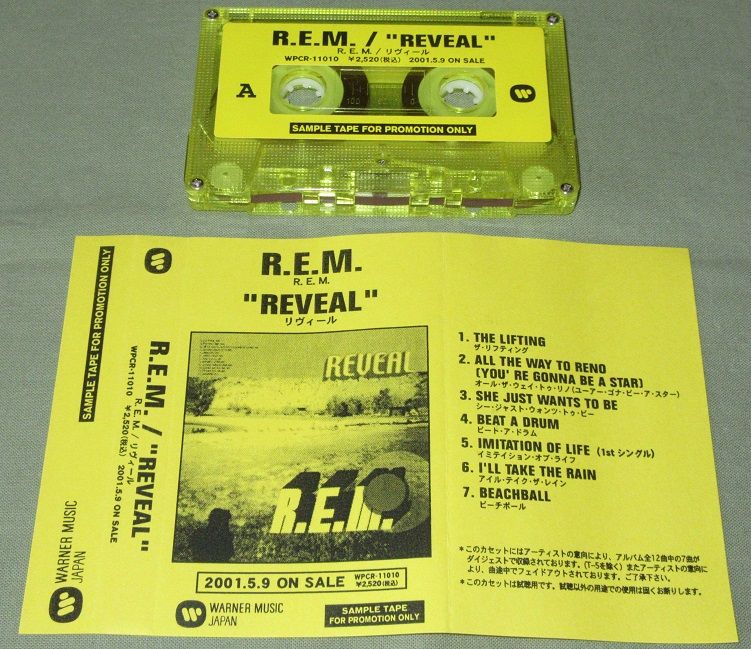 R.E.M. / "REVEAL"
R. E. M. / リヴィール
WPCR-11010 ¥2,520(税込) 2001.5.9 ON SALE
A
SAMPLE TAPE FOR PROMOTION ONLY
SAMPLE TAPE FOR PROMOTION ONLY
R.E.M. / "REVEAL"
R. E. M. / リヴィール
WPCR-11010 ¥2,520(税込) 2001.5.9 ON SALE
WARNER MUSIC
JAPAN
R.E.M.
R. E. M.
"REVEAL"
リヴィール
REVEAL
R.E.M.
2001.5.9 ON SALE WPCR-11010
¥2,520(税込)
WARNER MUSIC
JAPAN
SAMPLE TAPE
FOR PROMOTION ONLY
1. THE LIFTING
ザ・リフティング
2. ALL THE WAY TO RENO
(YOU' RE GONNA BE A STAR)
オール・ザ・ウェイ・トゥ・リノ(ユーアー・ゴナ・ビー・ア・スター)
3. SHE JUST WANTS TO BE
シー・ジャスト・ウォンツ・トゥ・ビー
4. BEAT A DRUM
ビート・ア・ドラム
5. IMITATION OF LIFE (1st シングル)
イミテイション・オブ・ライフ
6. I'LL TAKE THE RAIN
アイル・テイク・ザ・レイン
7. BEACHBALL
ビーチボール
*このカセットにはアーティストの意向により、アルバム全12曲中の7曲が
ダイジェストで収録されております。(T-5を除く)またアーティストの意向に
より、曲途中でフェイドアウトされております。ご了承下さい。
*このカセットは試聴用です。試聴以外の用途での使用は固くお断りします。